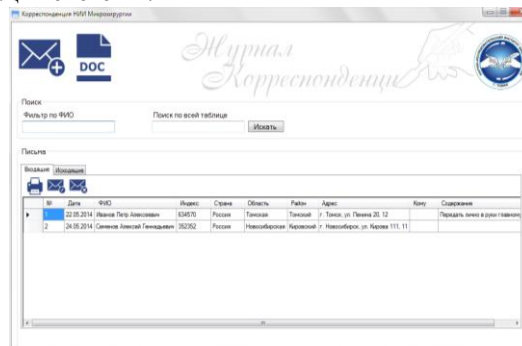 Корреспонденция НИИ Микрохирургии
Журнал
Корреспонденции
DOC
Поиск
Фильтр по ФИО
Поиск по всей таблице
Искать
Письма
Входящие Исходящие
№ Дата ФИО Индекс Страна Область Район Адрес Кому Содержание
1 22.05.2014 Иванов Петр Алексеевич 634570 Россия Томская Томский г. Томск, ул. Ленина 20, 12 Передать лично в руки
2 24.05.2014 Семенов Алексей Геннадьевич 352352 Россия Новосибирская Кировский г. Новосибирск, ул. Кирова 111, 11